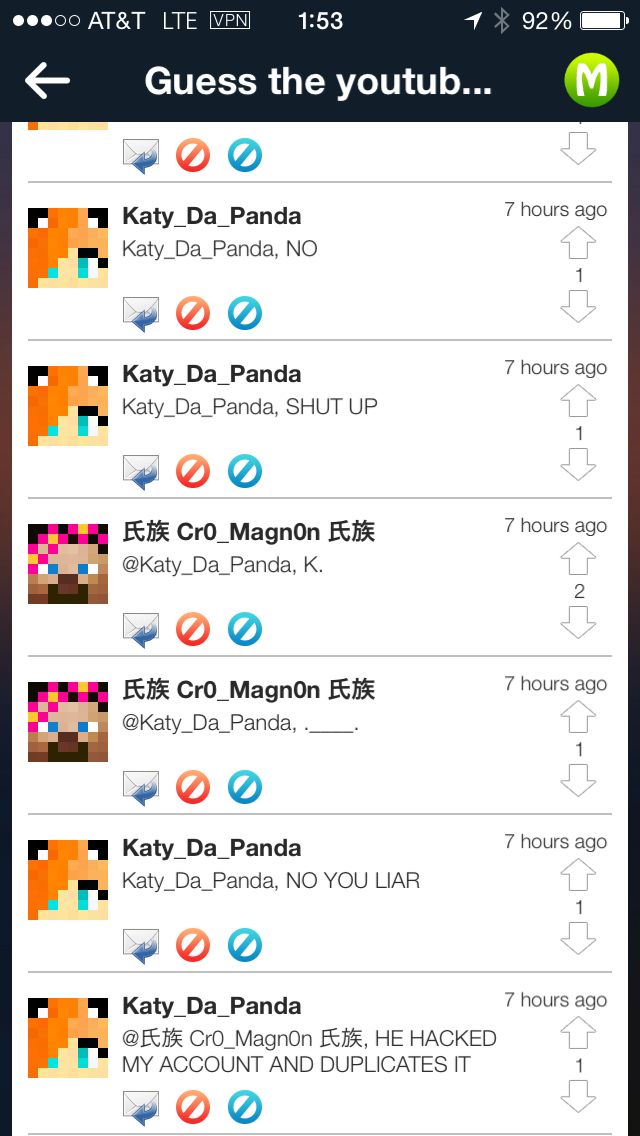 AT&T LTE VPN 1:53 92%
Guess the youtub... M
Katy_Da_Panda 7 hours ago
Katy_Da_Panda, NO
1
Katy_Da_Panda 7 hours ago
Katy_Da_Panda, SHUT UP
1
氏族 Cr0_Magn0n 氏族 7 hours ago
@Katy_Da_Panda, K.
2
氏族 Cr0_Magn0n 氏族 7 hours ago
@Katy_Da_Panda, .____.
1
Katy_Da_Panda 7 hours ago
Katy_Da_Panda, NO YOU LIAR
1
Katy_Da_Panda 7 hours ago
@氏族 Cr0_Magn0n 氏族, HE HACKED
MY ACCOUNT AND DUPLICATES IT
1